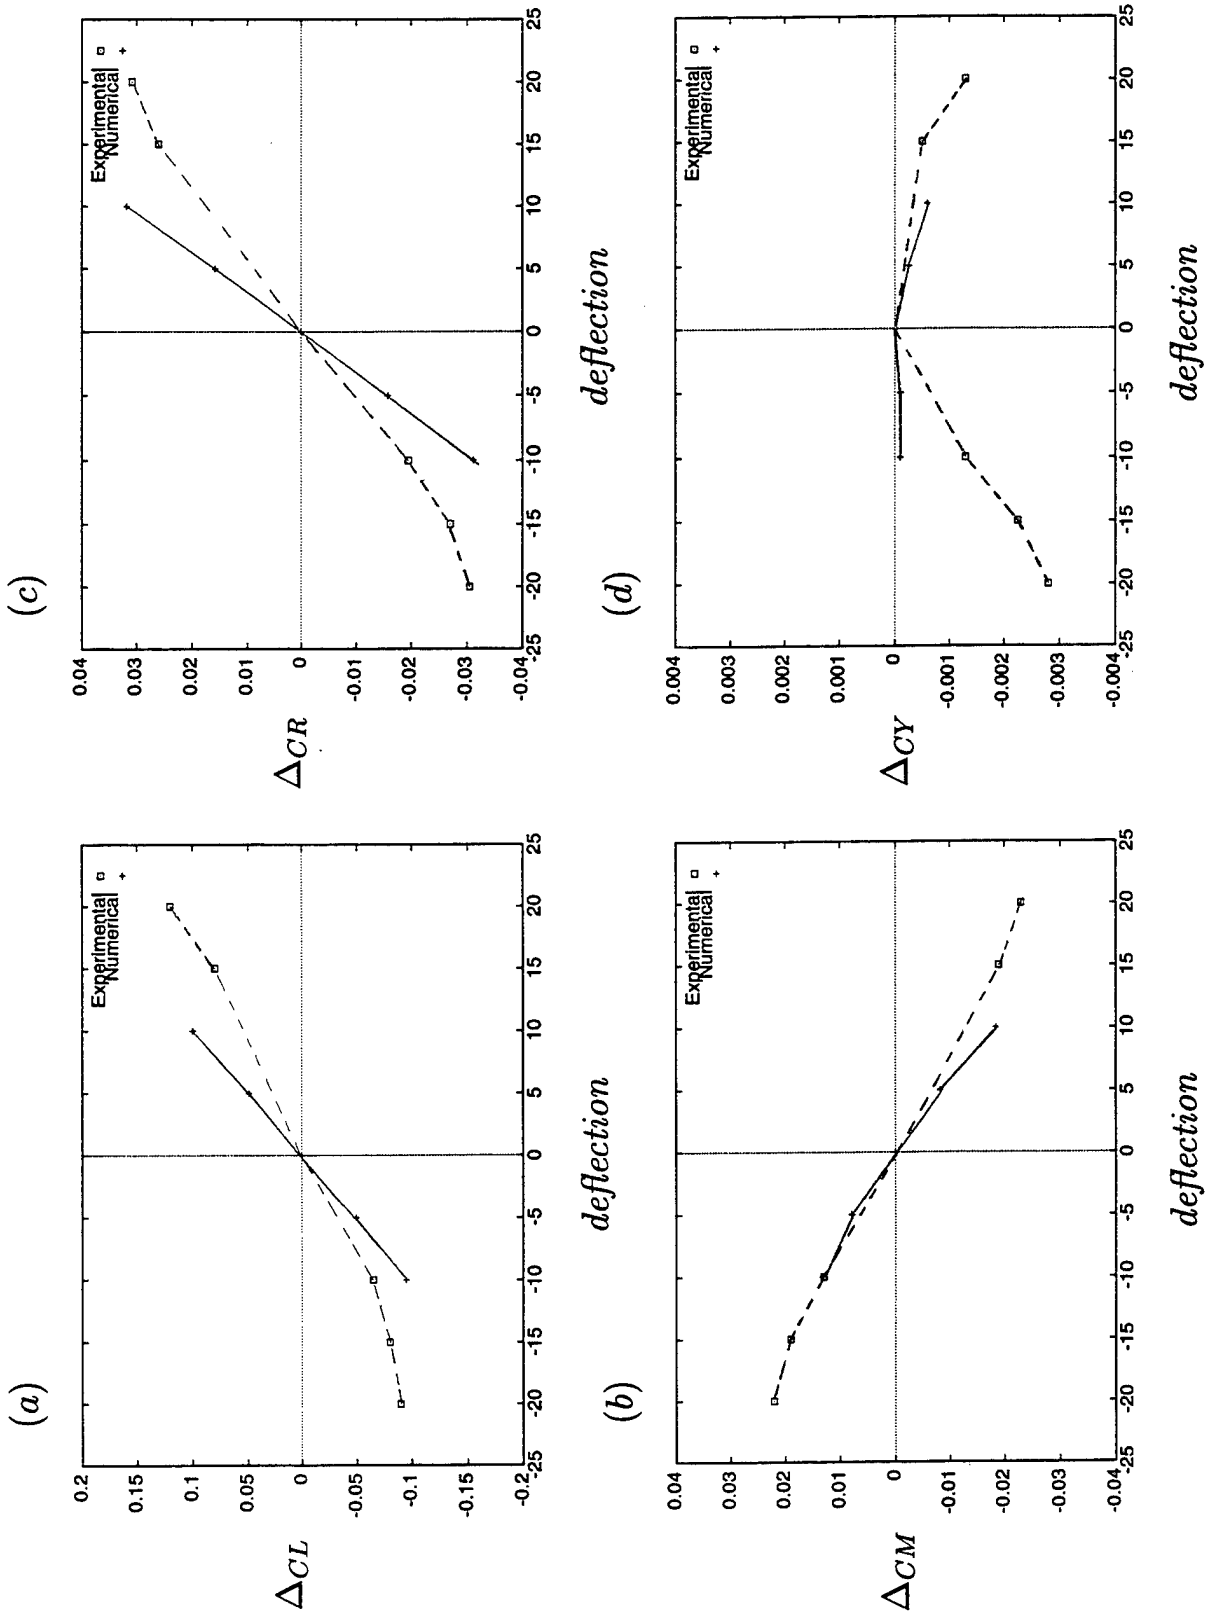 (a)
ΔCL
0.2
0.15
0.1
0.05
0
-0.05
-0.1
-0.15
-0.2
-25 -20 -15 -10 -5 0 5 10 15 20 25
Experimental
Numerical
deflection
(c)
ΔCR
0.04
0.03
0.02
0.01
0
-0.01
-0.02
-0.03
-0.04
-25 -20 -15 -10 -5 0 5 10 15 20 25
Experimental
Numerical
deflection
(b)
ΔCM
0.04
0.03
0.02
0.01
0
-0.01
-0.02
-0.03
-0.04
-25 -20 -15 -10 -5 0 5 10 15 20 25
Experimental
Numerical
deflection
(d)
ΔCY
0.004
0.003
0.002
0.001
0
-0.001
-0.002
-0.003
-0.004
-25 -20 -15 -10 -5 0 5 10 15 20 25
Experimental
Numerical
deflection